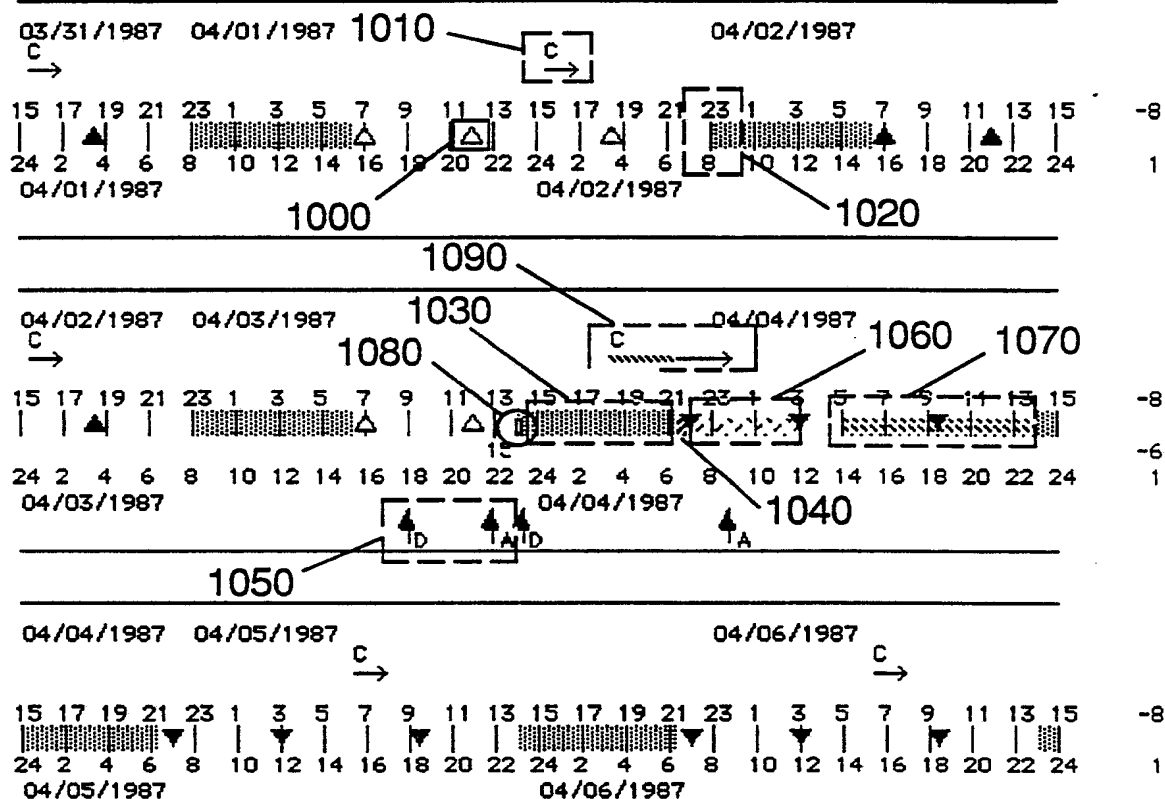 03/31/1987 04/01/1987 1010 C 04/02/1987
C
15 17 19 21 23 1 3 5 7 9 11 13 15 17 19 21 23 1 3 5 7 9 11 13 15 -8
24 2 4 6 8 10 12 14 16 18 20 22 24 2 4 6 8 10 12 14 16 18 20 22 24 1
04/01/1987 04/02/1987
1000 1020
1090
04/02/1987 04/03/1987 1030 C 04/04/1987 1060 1070
C 1080
15 17 19 21 23 1 3 5 7 9 11 13 15 17 19 21 23 1 3 5 7 9 11 13 15 -8
15 -6
24 2 4 6 8 10 12 14 16 18 20 22 24 2 4 6 8 10 12 14 16 18 20 22 24 1
04/03/1987 04/04/1987 1040
D A D A
1050
04/04/1987 04/05/1987 04/06/1987
C C
15 17 19 21 23 1 3 5 7 9 11 13 15 17 19 21 23 1 3 5 7 9 11 13 15 -8
24 2 4 6 8 10 12 14 16 18 20 22 24 2 4 6 8 10 12 14 16 18 20 22 24 1
04/05/1987 04/06/1987